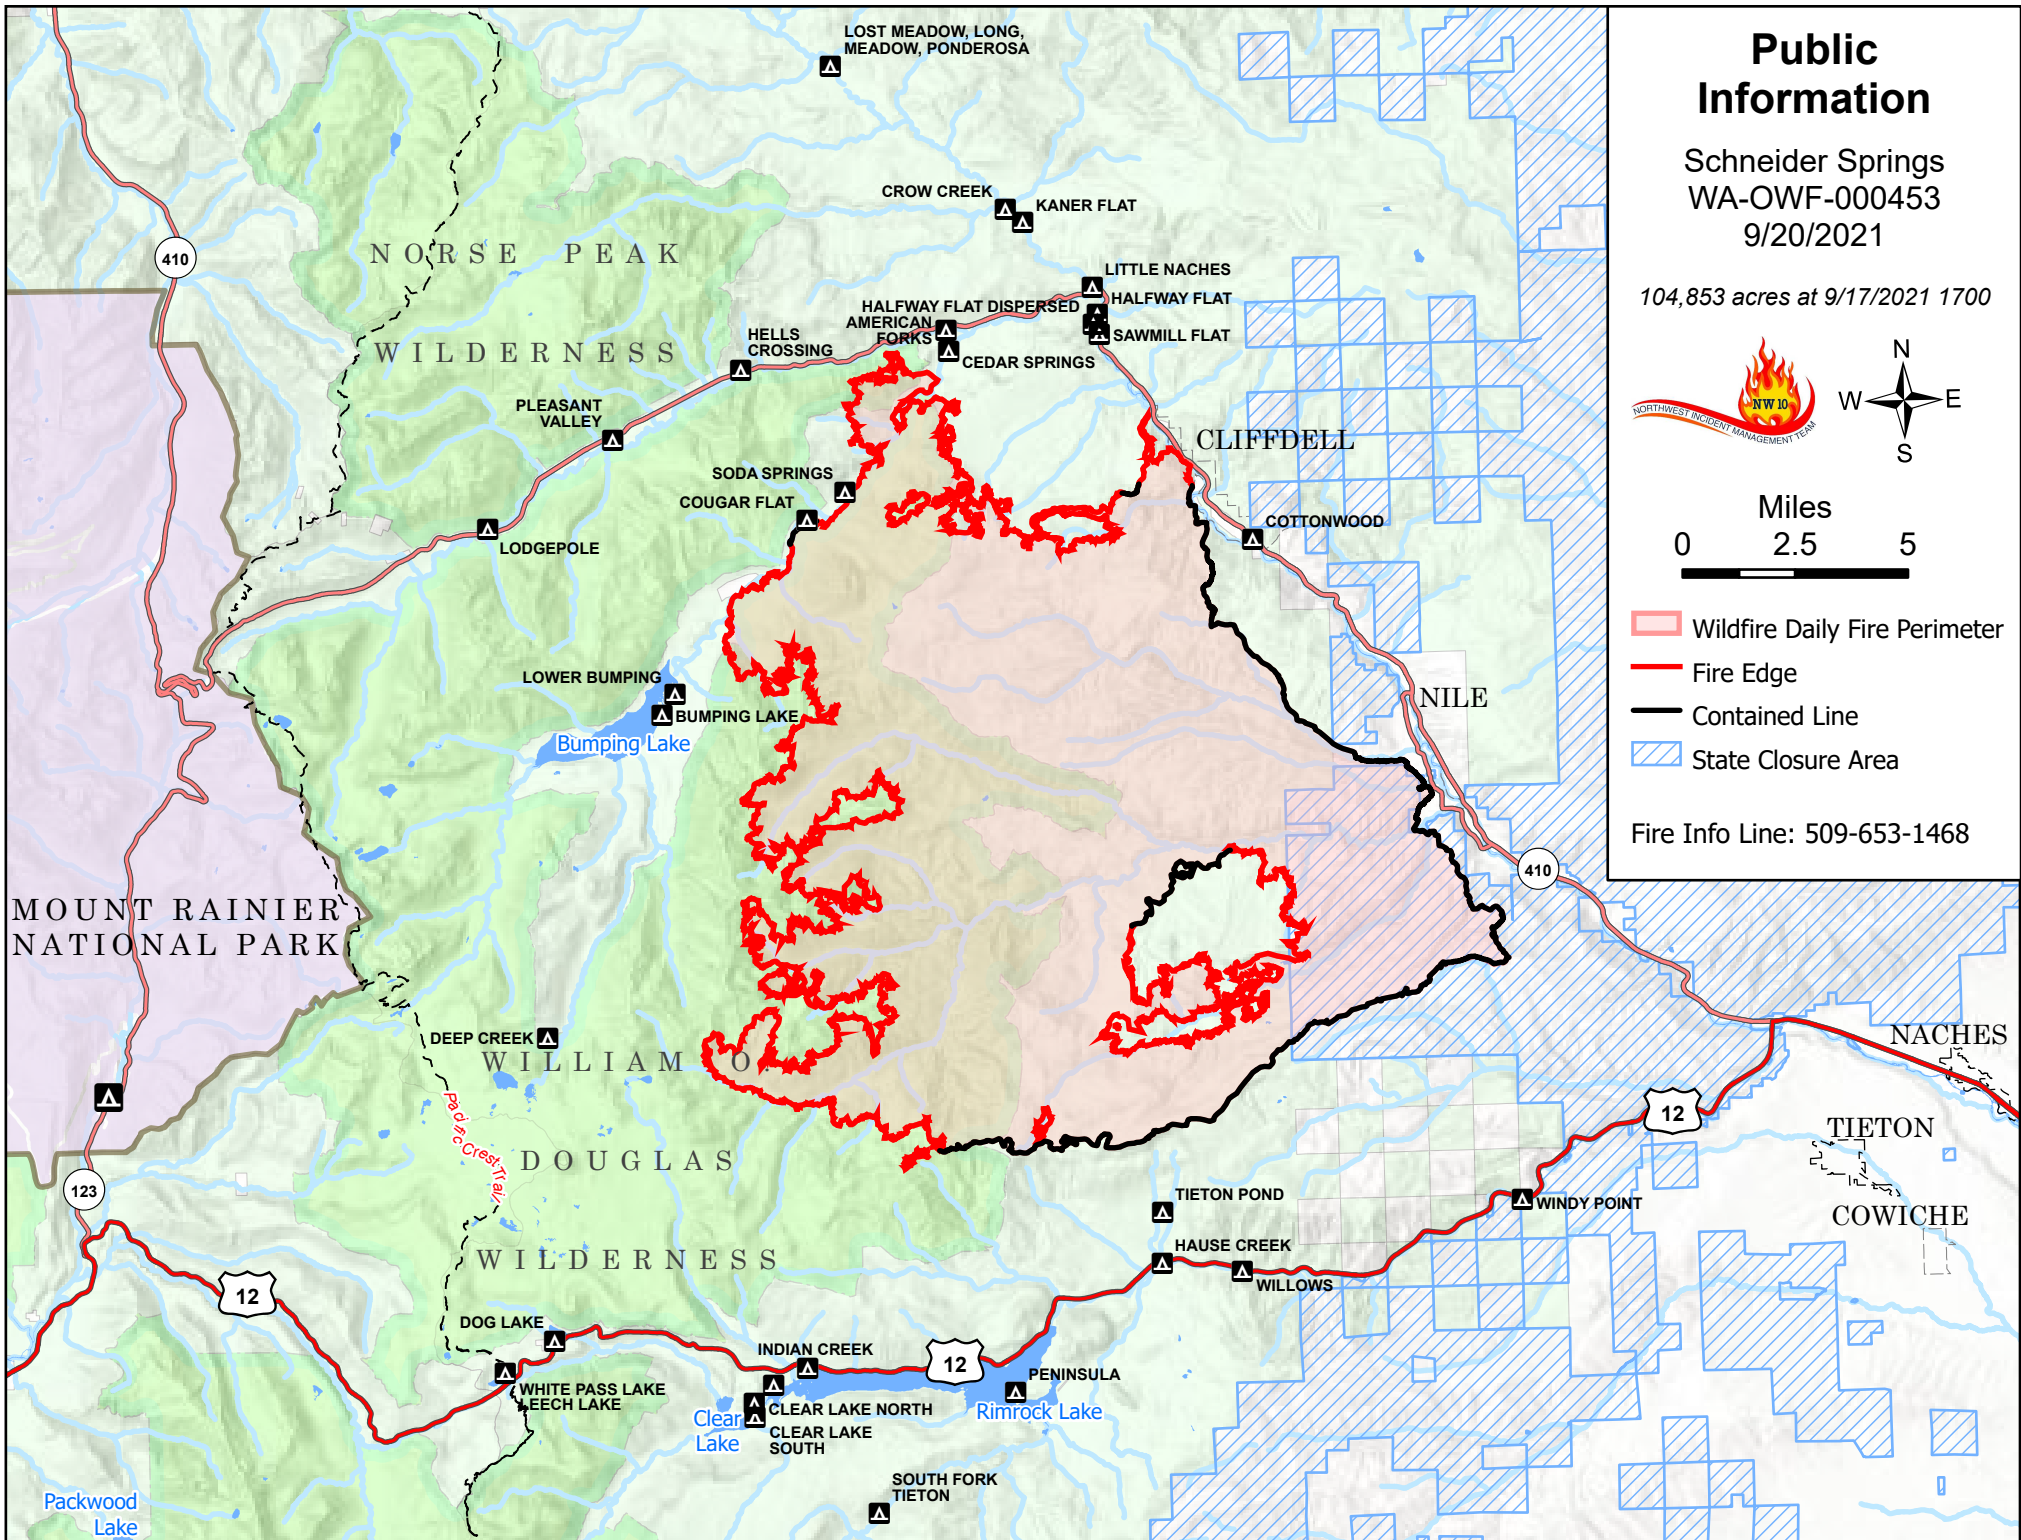 Public
Information
Schneider Springs
WA-OWF-000453
9/20/2021
104,853 acres at 9/17/2021 1700
NORTHWEST INCIDENT MANAGEMENT TEAM
NW 10
N
W
E
S
Miles
0 2.5 5
Wildfire Daily Fire Perimeter
Fire Edge
Contained Line
State Closure Area
Fire Info Line: 509-653-1468
LOST MEADOW, LONG,
MEADOW, PONDEROSA
CROW CREEK
KANER FLAT
410
NORSE PEAK
WILDERNESS
LITTLE NACHES
HALFWAY FLAT DISPERSED
HALFWAY FLAT
AMERICAN
FORKS
SAWMILL FLAT
CEDAR SPRINGS
HELLS
CROSSING
PLEASANT
VALLEY
CLIFFDELL
SODA SPRINGS
COUGAR FLAT
COTTONWOOD
LODGEPOLE
LOWER BUMPING
BUMPING LAKE
Bumping Lake
NILE
410
MOUNT RAINIER
NATIONAL PARK
DEEP CREEK
WILLIAM O.
DOUGLAS
WILDERNESS
Pacific Crest Trail
NACHES
12
TIETON
COWICHE
123
TIETON POND
WINDY POINT
HAUSE CREEK
WILLOWS
12
DOG LAKE
INDIAN CREEK
12
PENINSULA
WHITE PASS LAKE
LEECH LAKE
CLEAR LAKE NORTH
Clear
Lake
CLEAR LAKE
SOUTH
Rimrock Lake
SOUTH FORK
TIETON
Packwood
Lake